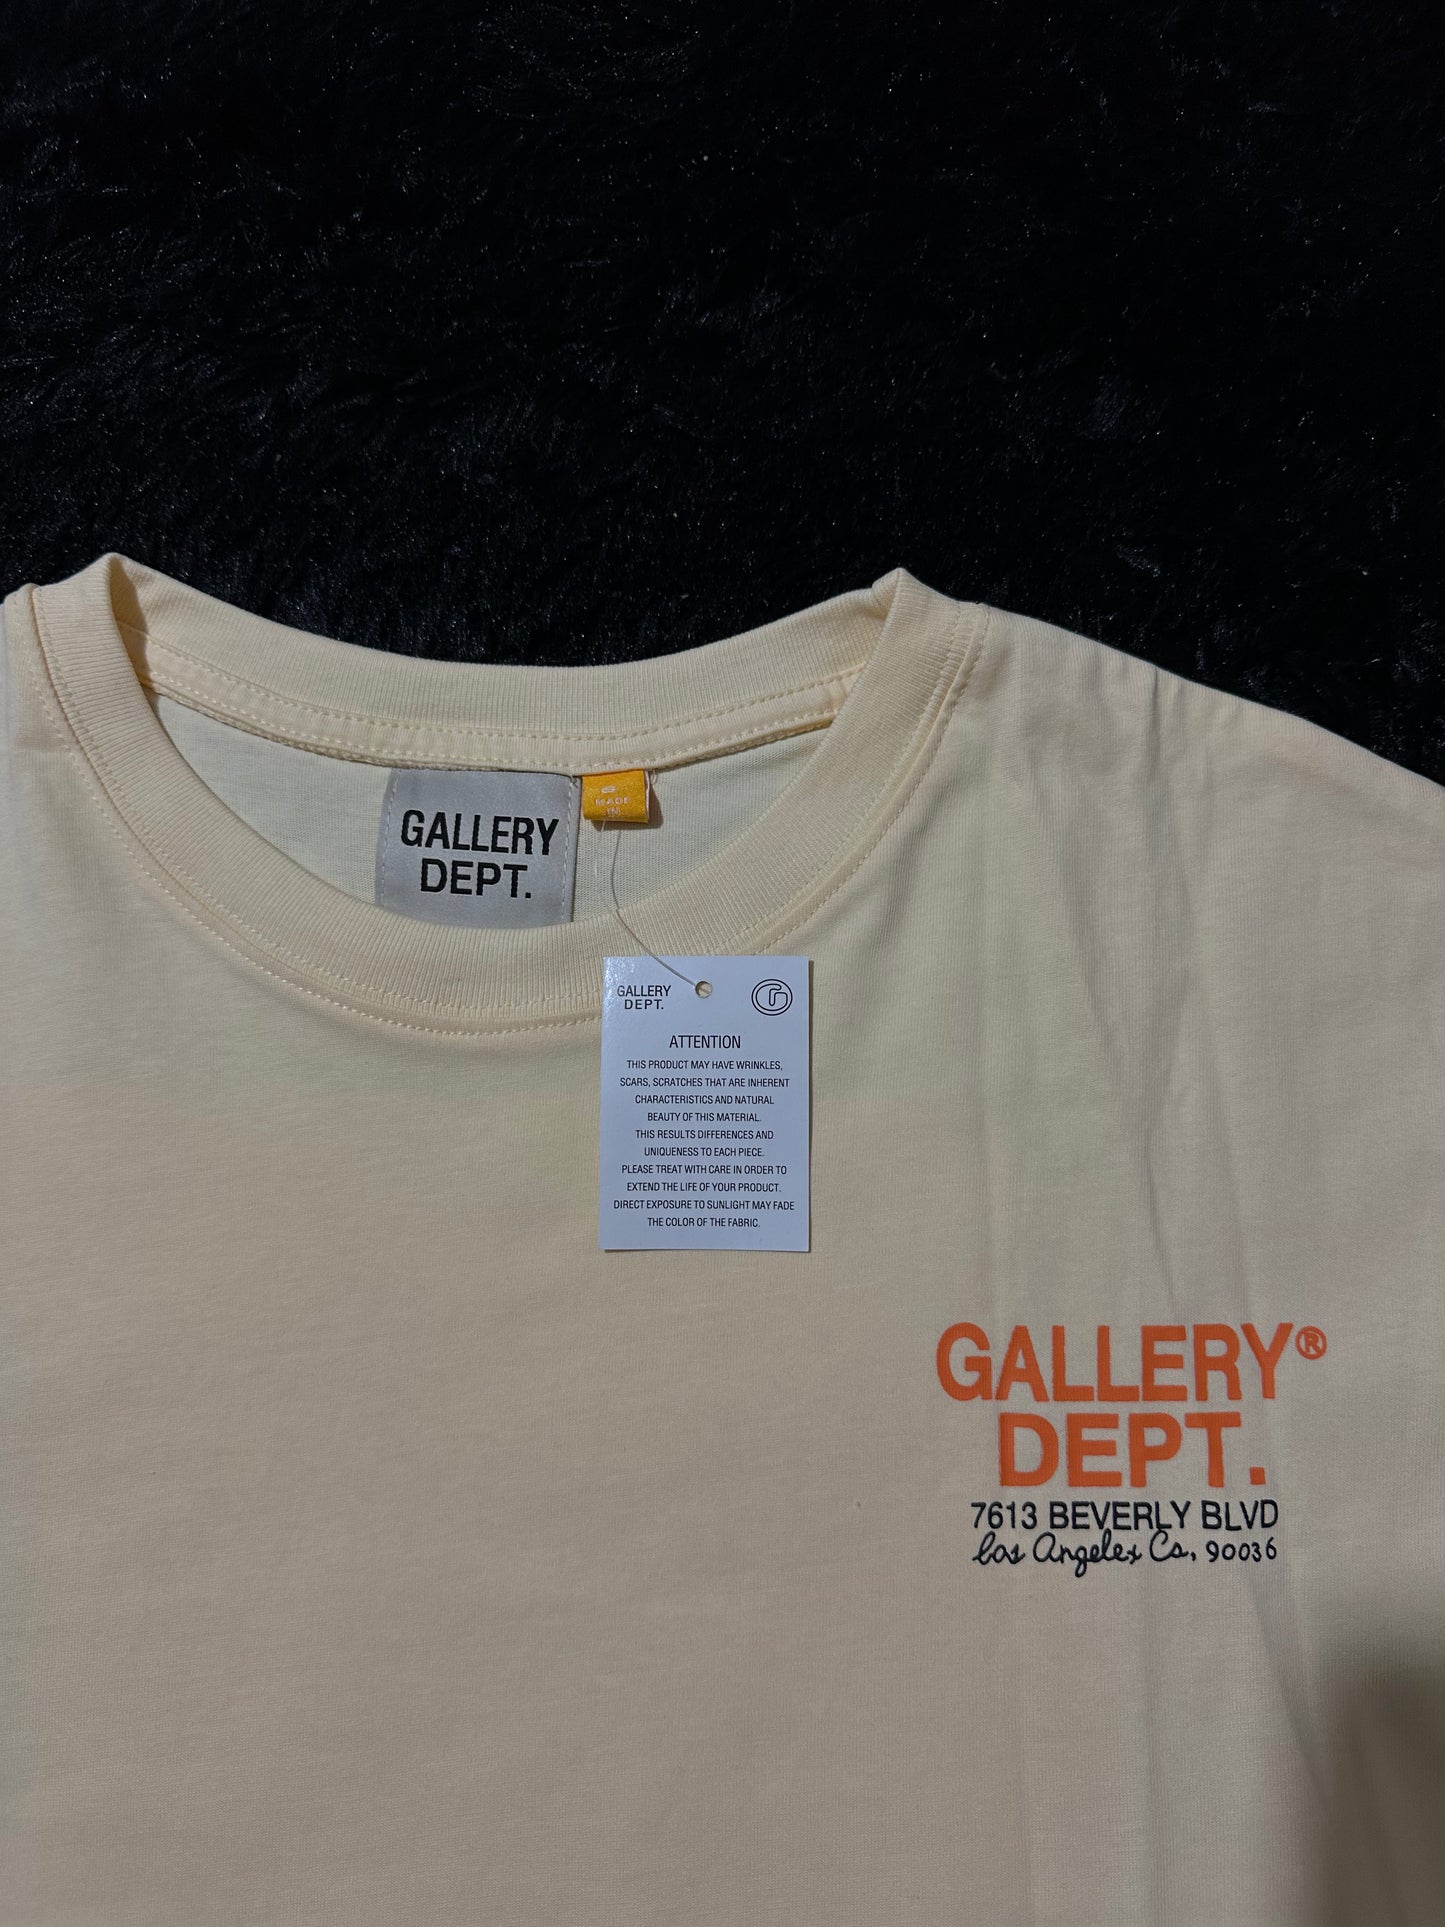 GALLERY
DEPT.
S
MADE
IN
GALLERY
DEPT.
ATTENTION
THIS PRODUCT MAY HAVE WRINKLES,
SCARS, SCRATCHES THAT ARE INHERENT
CHARACTERISTICS AND NATURAL
BEAUTY OF THIS MATERIAL.
THIS RESULTS DIFFERENCES AND
UNIQUENESS TO EACH PIECE.
PLEASE TREAT WITH CARE IN ORDER TO
EXTEND THE LIFE OF YOUR PRODUCT.
DIRECT EXPOSURE TO SUNLIGHT MAY FADE
THE COLOR OF THE FABRIC.
GALLERY®
DEPT.
7613 BEVERLY BLVD
Los Angeles Ca, 90036